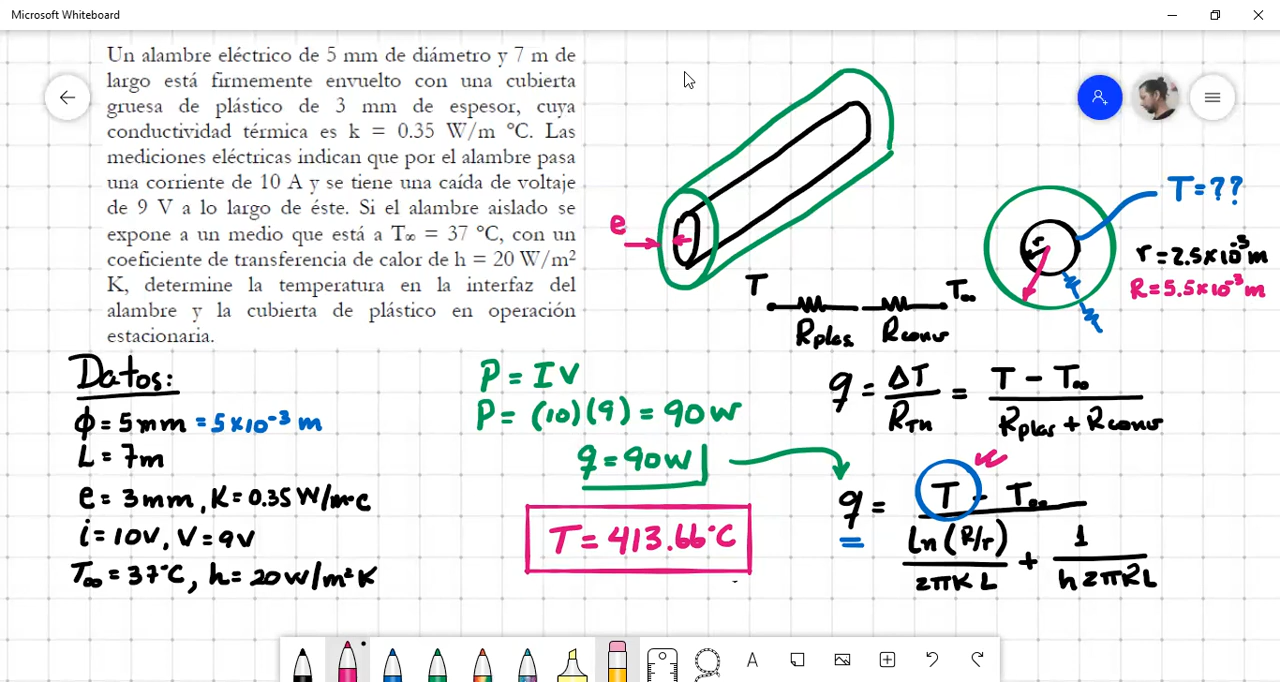 Microsoft Whiteboard
Un alambre eléctrico de 5 mm de diámetro y 7 m de
largo está firmemente envuelto con una cubierta
gruesa de plástico de 3 mm de espesor, cuya
conductividad térmica es k = 0.35 W/m °C. Las
mediciones eléctricas indican que por el alambre pasa
una corriente de 10 A y se tiene una caída de voltaje
de 9 V a lo largo de éste. Si el alambre aislado se
expone a un medio que está a T∞ = 37 °C, con un
coeficiente de transferencia de calor de h = 20 W/m²
K, determine la temperatura en la interfaz del
alambre y la cubierta de plástico en operación
estacionaria.
e
T
T∞
Rplas Rconv
T=??
r
r=2.5×10⁻³m
R=5.5×10⁻³m
Datos:
ϕ=5mm =5×10⁻³ m
L=7m
e=3mm, K=0.35W/m°C
i=10V, V=9V
T∞=37°C, h=20W/m²K
P=IV
P=(10)(9)=90W
q=90W
T=413.66°C
q = ΔT/RTH = (T - T∞)/(Rplas + Rconv)
q = (T - T∞)/(Ln(R/r)/2πKL + 1/h2πRL)
A